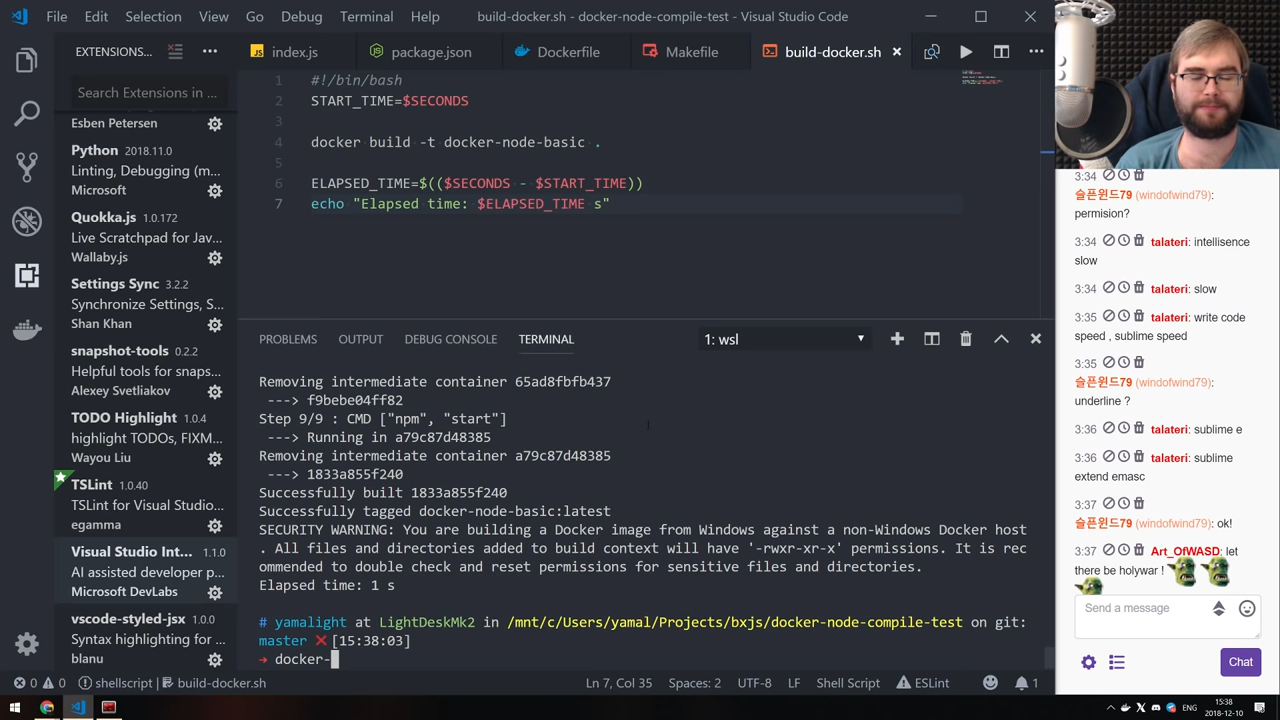 File Edit Selection View Go Debug Terminal Help
build-docker.sh - docker-node-compile-test - Visual Studio Code
EXTENSIONS...
index.js
package.json
Dockerfile
Makefile
build-docker.sh
Search Extensions in ...
Esben Petersen
Python 2018.11.0
Linting, Debugging (m...
Microsoft
Quokka.js 1.0.172
Live Scratchpad for Jav...
Wallaby.js
Settings Sync 3.2.2
Synchronize Settings, S...
Shan Khan
snapshot-tools 0.2.2
Helpful tools for snaps...
Alexey Svetliakov
TODO Highlight 1.0.4
highlight TODOs, FIXM...
Wayou Liu
TSLint 1.0.40
TSLint for Visual Studio...
egamma
Visual Studio Int... 1.1.0
AI assisted developer p...
Microsoft DevLabs
vscode-styled-jsx 1.0.0
Syntax highlighting for ...
blanu
1 #!/bin/bash
2 START_TIME=$SECONDS
3
4 docker build -t docker-node-basic .
5
6 ELAPSED_TIME=$(($SECONDS - $START_TIME))
7 echo "Elapsed time: $ELAPSED_TIME s"
PROBLEMS OUTPUT DEBUG CONSOLE TERMINAL
1: wsl
Removing intermediate container 65ad8fbfb437
---> f9bebe04ff82
Step 9/9 : CMD ["npm", "start"]
---> Running in a79c87d48385
Removing intermediate container a79c87d48385
---> 1833a855f240
Successfully built 1833a855f240
Successfully tagged docker-node-basic:latest
SECURITY WARNING: You are building a Docker image from Windows against a non-Windows Docker host
. All files and directories added to build context will have '-rwxr-xr-x' permissions. It is rec
ommended to double check and reset permissions for sensitive files and directories.
Elapsed time: 1 s
# yamalight at LightDeskMk2 in /mnt/c/Users/yamal/Projects/bxjs/docker-node-compile-test on git:
master ✗ [15:38:03]
→ docker-
0 0 shellscript build-docker.sh
Ln 7, Col 35 Spaces: 2 UTF-8 LF Shell Script ESLint 1
3:34
슬픈윈드79 (windofwind79):
permision?
3:34 talateri: intellisence
slow
3:34 talateri: slow
3:35 talateri: write code
speed , sublime speed
3:35
슬픈윈드79 (windofwind79):
underline ?
3:36 talateri: sublime e
3:36 talateri: sublime
extend emasc
3:37
슬픈윈드79 (windofwind79): ok!
3:37 Art_OfWASD: let
there be holywar !
Send a message
Chat
ENG
15:38
2018-12-10